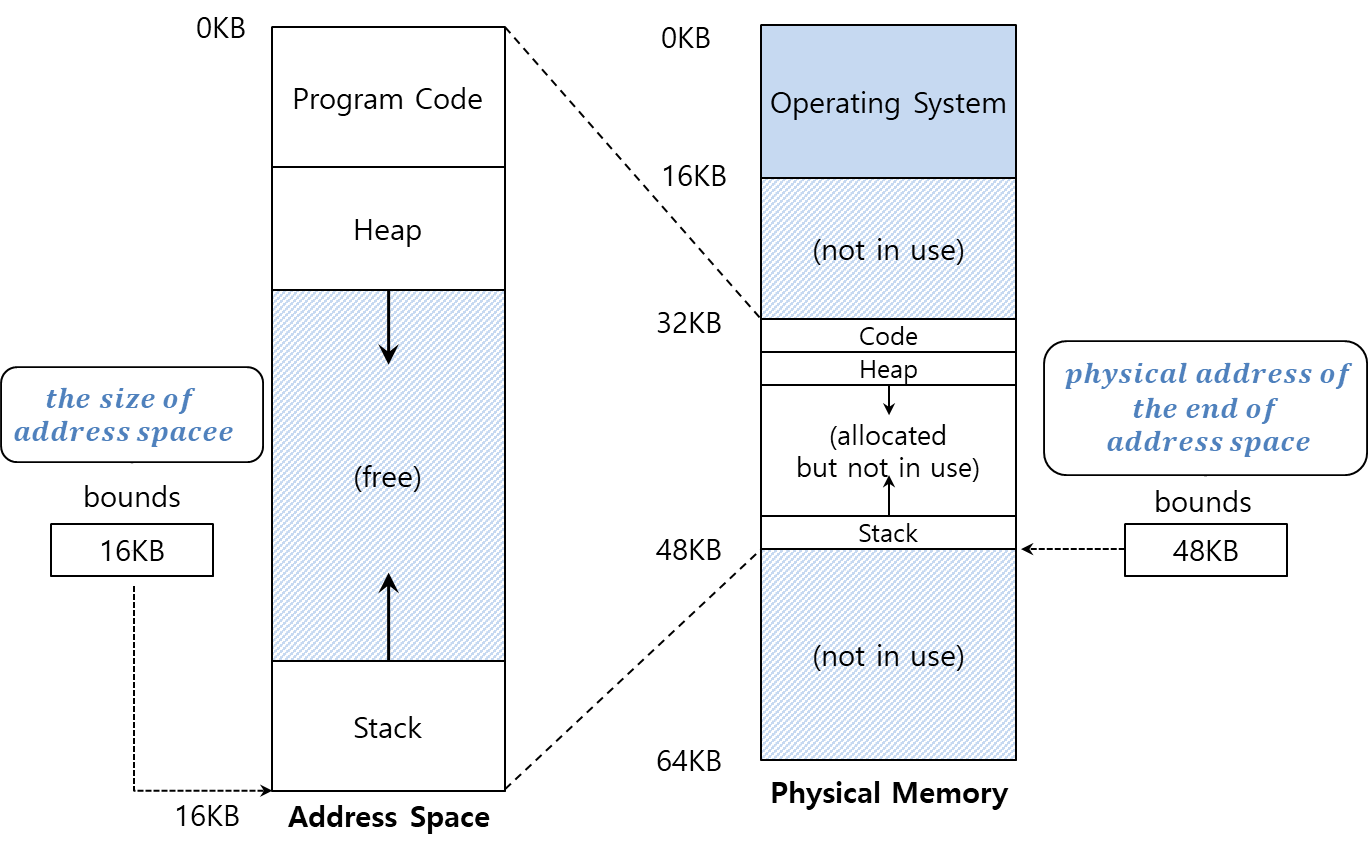 0KB
Program Code
Heap
the size of
address spacee
(free)
bounds
16KB
Stack
16KB
Address Space
0KB
Operating System
16KB
(not in use)
32KB
Code
Heap
(allocated
but not in use)
Stack
48KB
(not in use)
64KB
Physical Memory
physical address of
the end of
address space
bounds
48KB